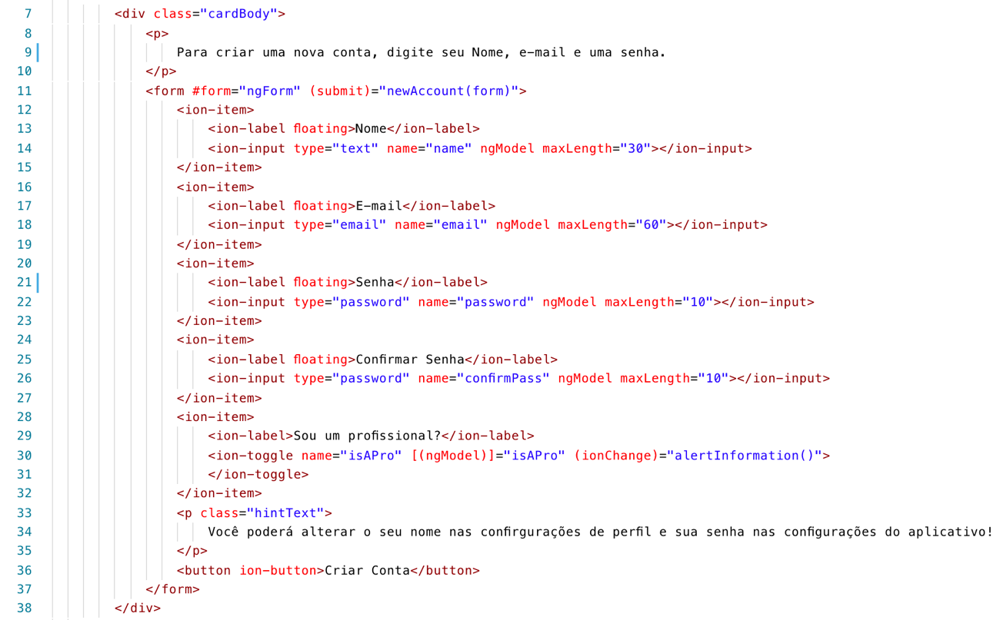 7 <div class="cardBody">
8 <p>
9 Para criar uma nova conta, digite seu Nome, e-mail e uma senha.
10 </p>
11 <form #form="ngForm" (submit)="newAccount(form)">
12 <ion-item>
13 <ion-label floating>Nome</ion-label>
14 <ion-input type="text" name="name" ngModel maxLength="30"></ion-input>
15 </ion-item>
16 <ion-item>
17 <ion-label floating>E-mail</ion-label>
18 <ion-input type="email" name="email" ngModel maxLength="60"></ion-input>
19 </ion-item>
20 <ion-item>
21 <ion-label floating>Senha</ion-label>
22 <ion-input type="password" name="password" ngModel maxLength="10"></ion-input>
23 </ion-item>
24 <ion-item>
25 <ion-label floating>Confirmar Senha</ion-label>
26 <ion-input type="password" name="confirmPass" ngModel maxLength="10"></ion-input>
27 </ion-item>
28 <ion-item>
29 <ion-label>Sou um profissional?</ion-label>
30 <ion-toggle name="isAPro" [(ngModel)]="isAPro" (ionChange)="alertInformation()">
31 </ion-toggle>
32 </ion-item>
33 <p class="hintText">
34 Você poderá alterar o seu nome nas confirgurações de perfil e sua senha nas configurações do aplicativo!
35 </p>
36 <button ion-button>Criar Conta</button>
37 </form>
38 </div>